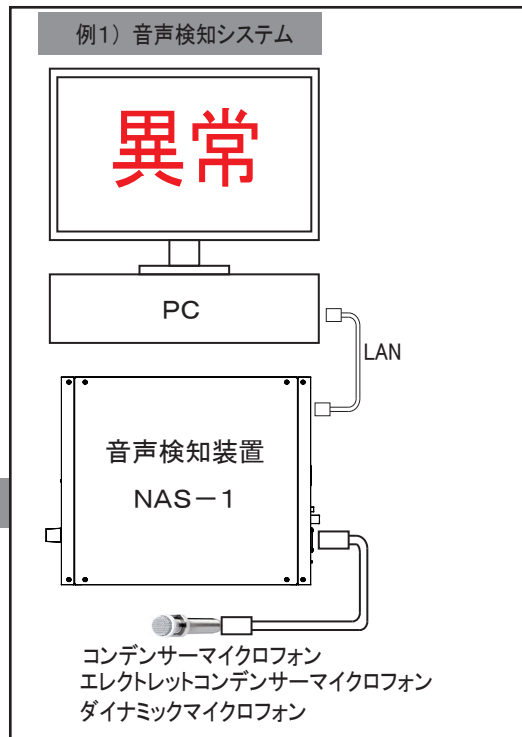 例1）音声検知システム
異常
PC
LAN
音声検知装置
NAS－1
コンデンサーマイクロフォン
エレクトレットコンデンサーマイクロフォン
ダイナミックマイクロフォン